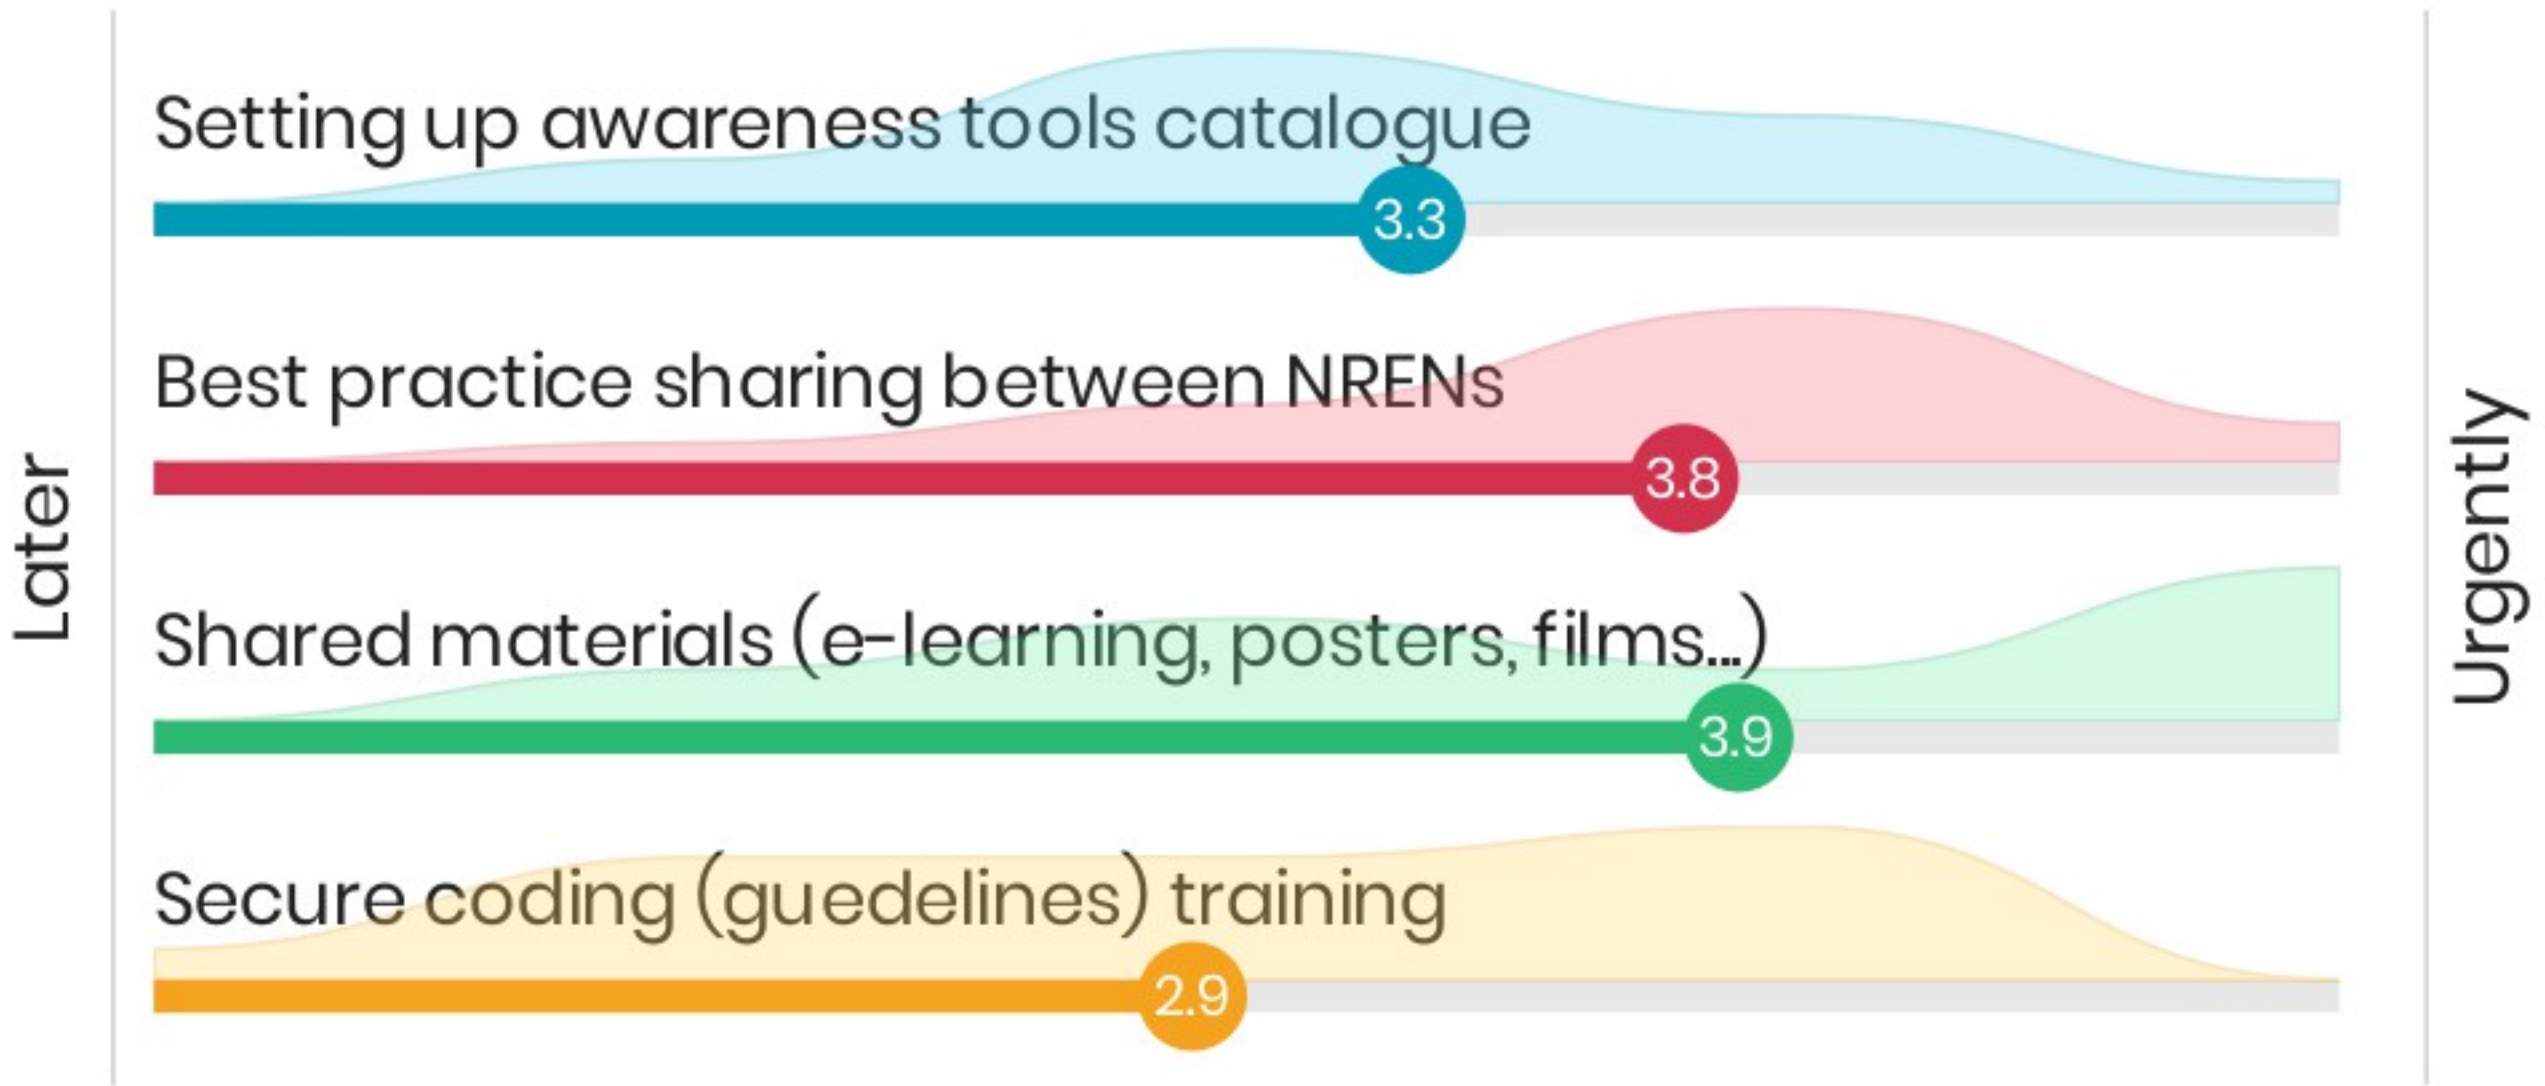 Later
Setting up awareness tools catalogue
3.3
Best practice sharing between NRENs
3.8
Shared materials (e-learning, posters, films...)
3.9
Secure coding (guedelines) training
2.9
Urgently